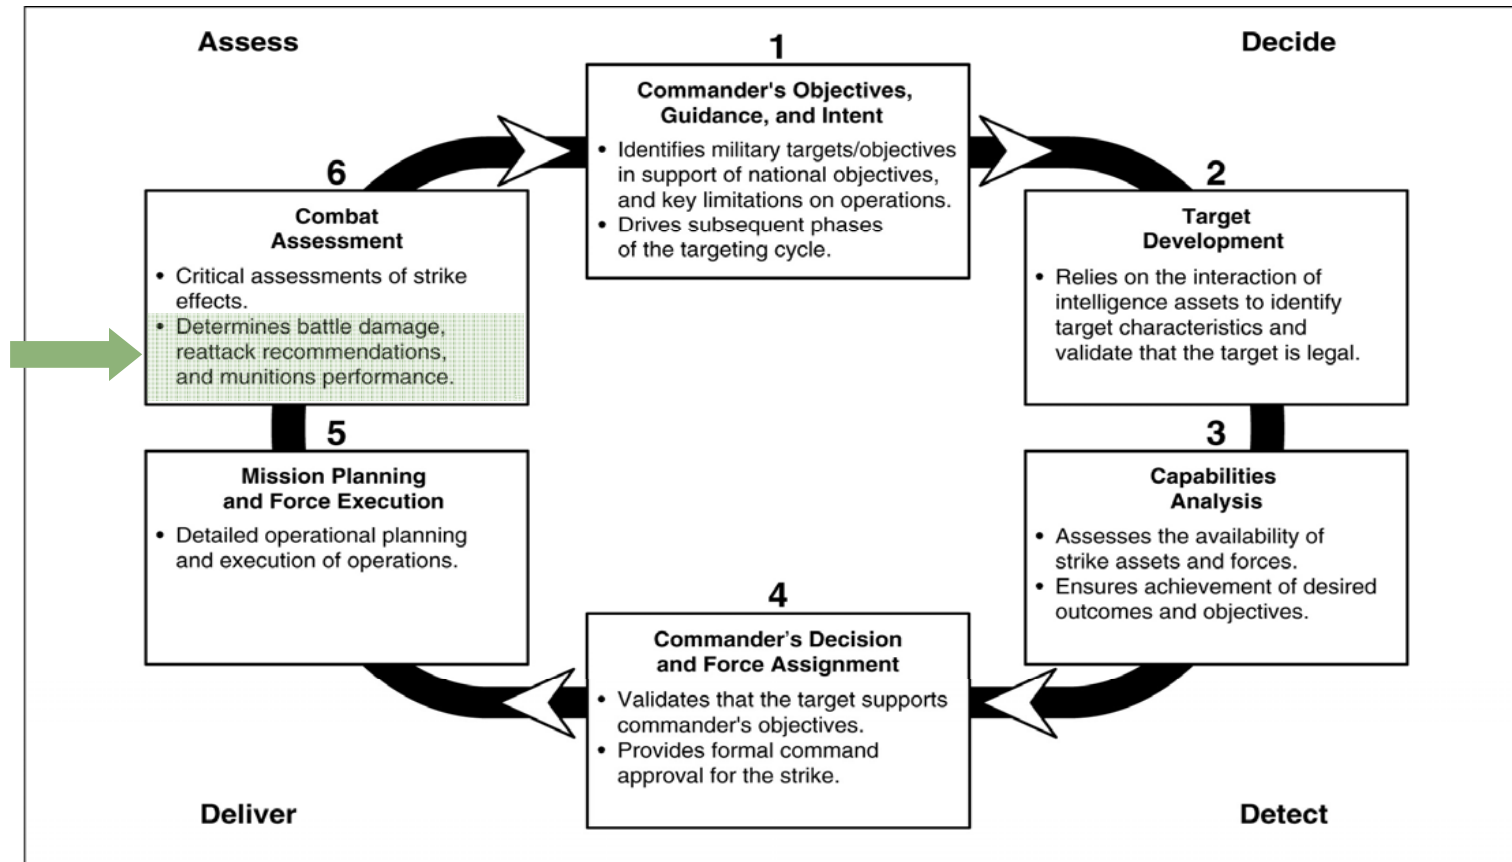 Assess
Decide
1
Commander's Objectives,
Guidance, and Intent
• Identifies military targets/objectives
in support of national objectives,
and key limitations on operations.
• Drives subsequent phases
of the targeting cycle.
6
Combat
Assessment
• Critical assessments of strike
effects.
• Determines battle damage,
reattack recommendations,
and munitions performance.
2
Target
Development
• Relies on the interaction of
intelligence assets to identify
target characteristics and
validate that the target is legal.
5
Mission Planning
and Force Execution
• Detailed operational planning
and execution of operations.
3
Capabilities
Analysis
• Assesses the availability of
strike assets and forces.
• Ensures achievement of desired
outcomes and objectives.
4
Commander's Decision
and Force Assignment
• Validates that the target supports
commander's objectives.
• Provides formal command
approval for the strike.
Deliver
Detect